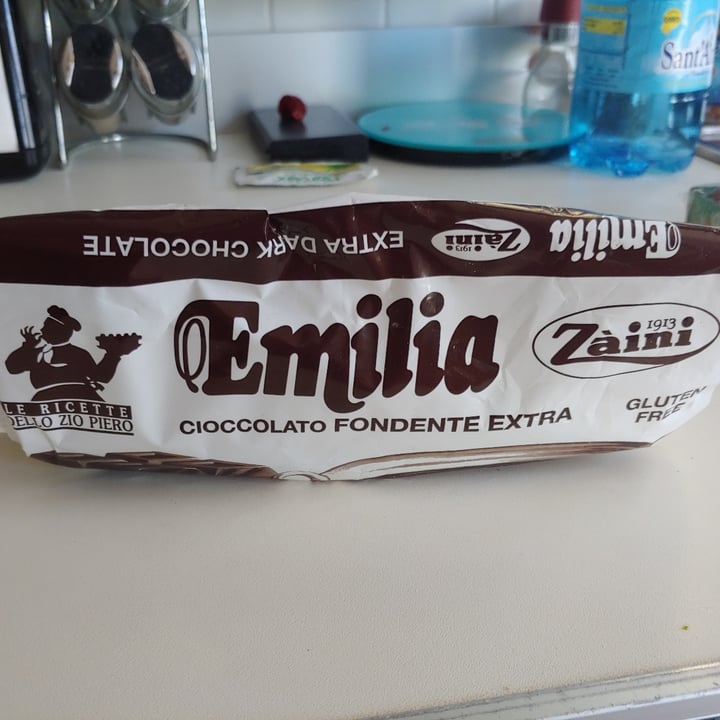 EXTRA DARK CHOCOLATE
Zàini
1913
Emilia
Emilia
1913
Zàini
CIOCCOLATO FONDENTE EXTRA
GLUTEN
FREE
LE RICETTE
DELLO ZIO PIERO
Sant'A